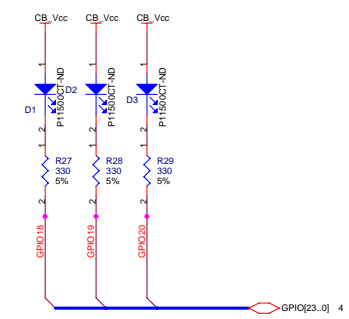 CB_Vcc CB_Vcc CB_Vcc
1 1 1
D1 D2 D3
P11500CT-ND P11500CT-ND P11500CT-ND
2 2 2
1 1 1
R27 R28 R29
330 330 330
5% 5% 5%
2 2 2
GPIO18 GPIO19 GPIO20
GPIO[23..0] 4